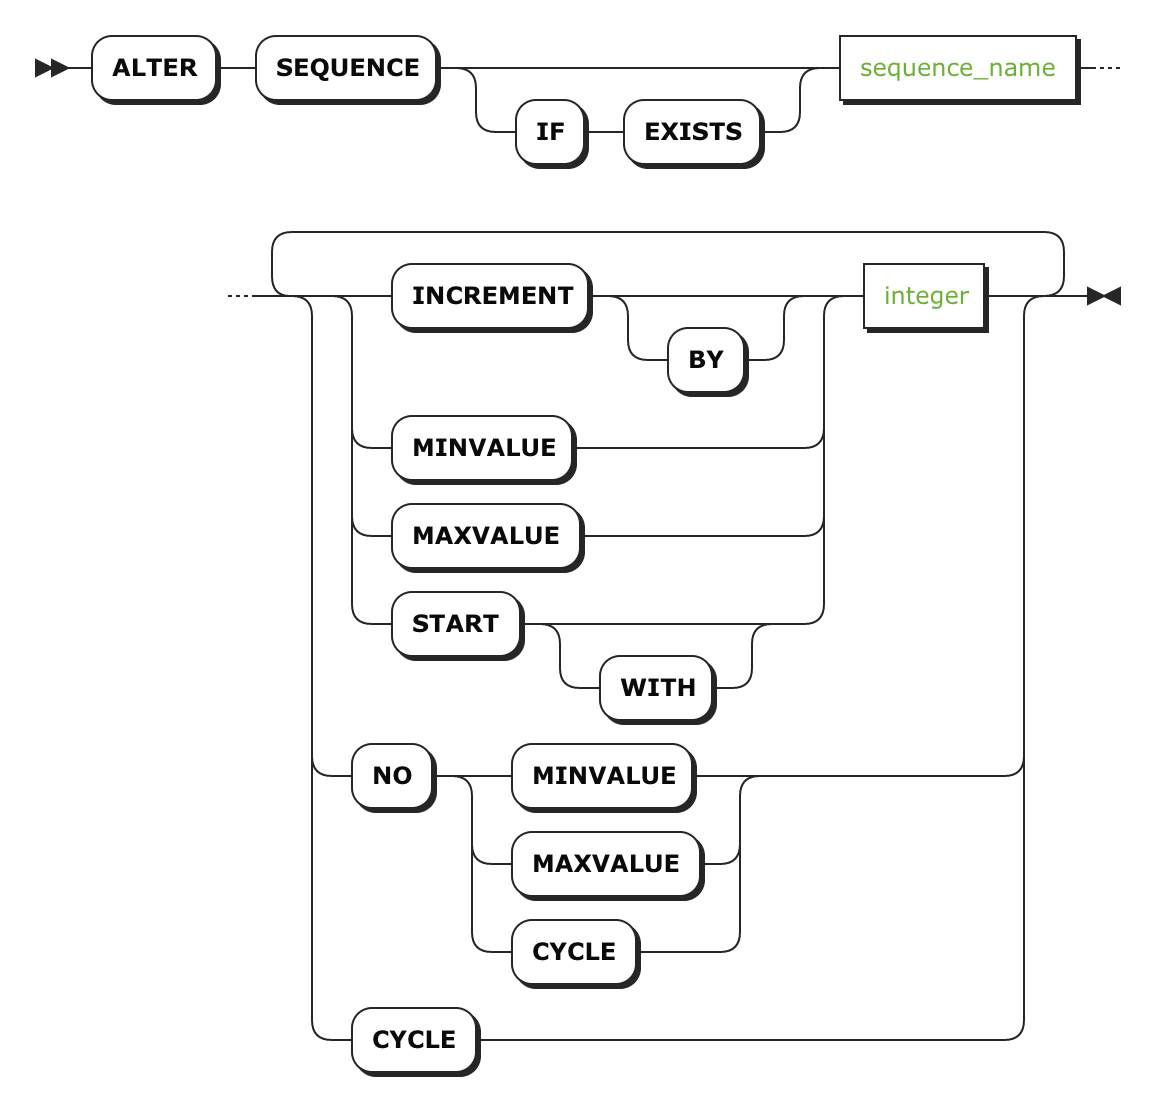 ALTER SEQUENCE sequence_name
IF EXISTS
INCREMENT integer
BY
MINVALUE
MAXVALUE
START
WITH
NO MINVALUE
MAXVALUE
CYCLE
CYCLE